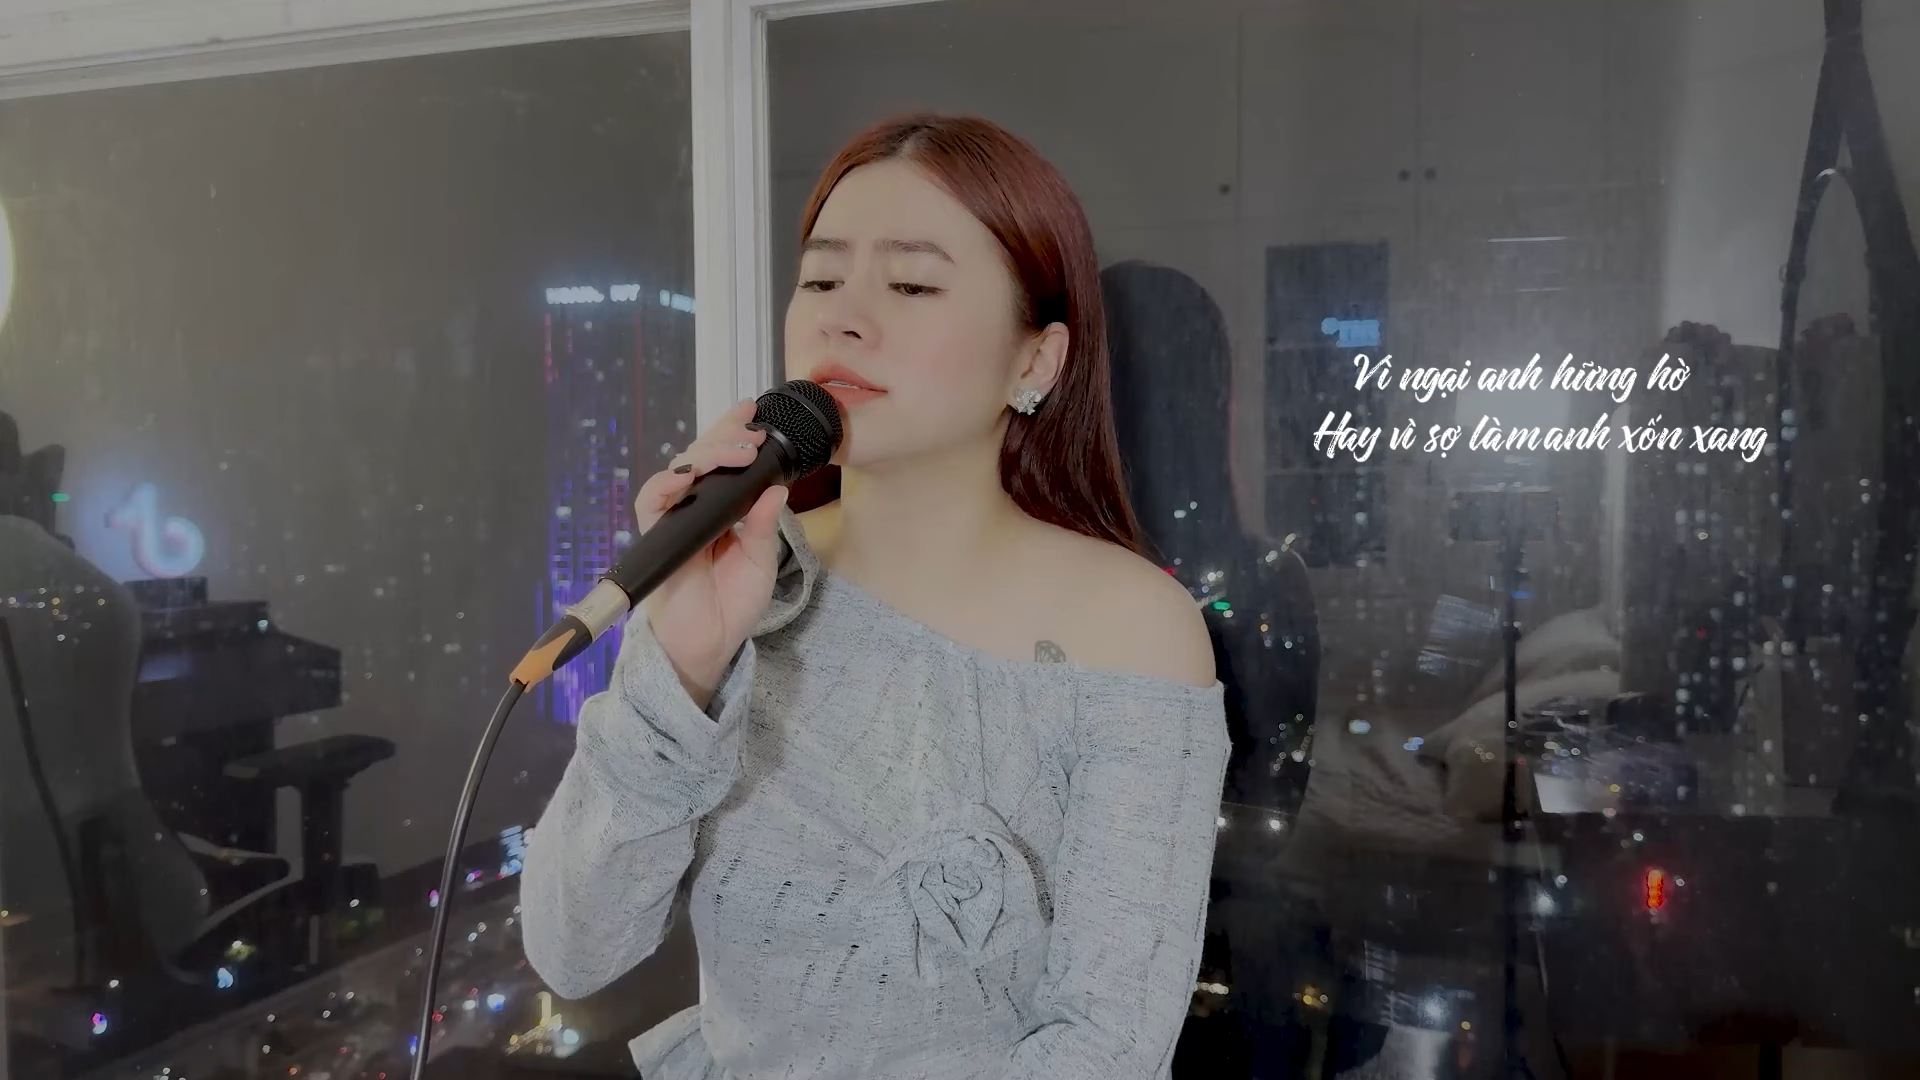 Vì ngại anh hững hờ
Hay vì sợ làm anh xốn xang